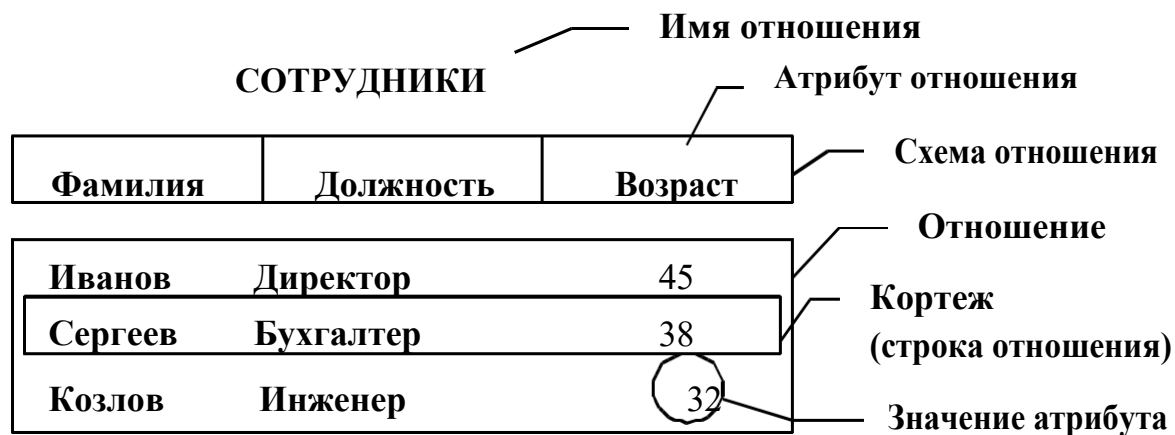 Имя отношения
СОТРУДНИКИ
Атрибут отношения
Схема отношения
Фамилия Должность Возраст
Отношение
Иванов Директор 45
Кортеж
Сергеев Бухгалтер 38
(строка отношения)
Козлов Инженер 32
Значение атрибута